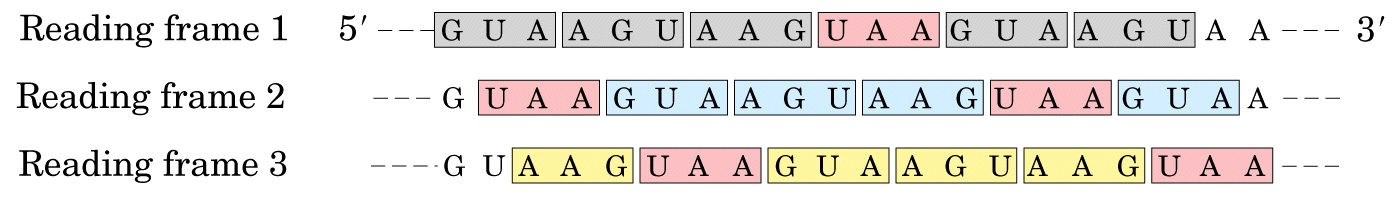 Reading frame 1 5′ ---G U A A G U A A G U A A G U A A G U A A --- 3′
Reading frame 2 --- G U A A G U A A G U A A G U A A G U A A ---
Reading frame 3 ---- G U A A G U A A G U A A G U A A G U A A ---